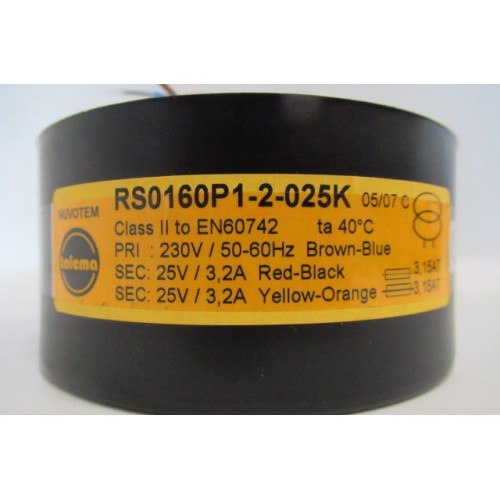 NUVOTEM
talema
RS0160P1-2-025K 05/07 C
Class II to EN60742 ta 40°C
PRI : 230V / 50-60Hz Brown-Blue
SEC: 25V / 3,2A Red-Black 3,15AT
SEC: 25V / 3,2A Yellow-Orange 3,15AT